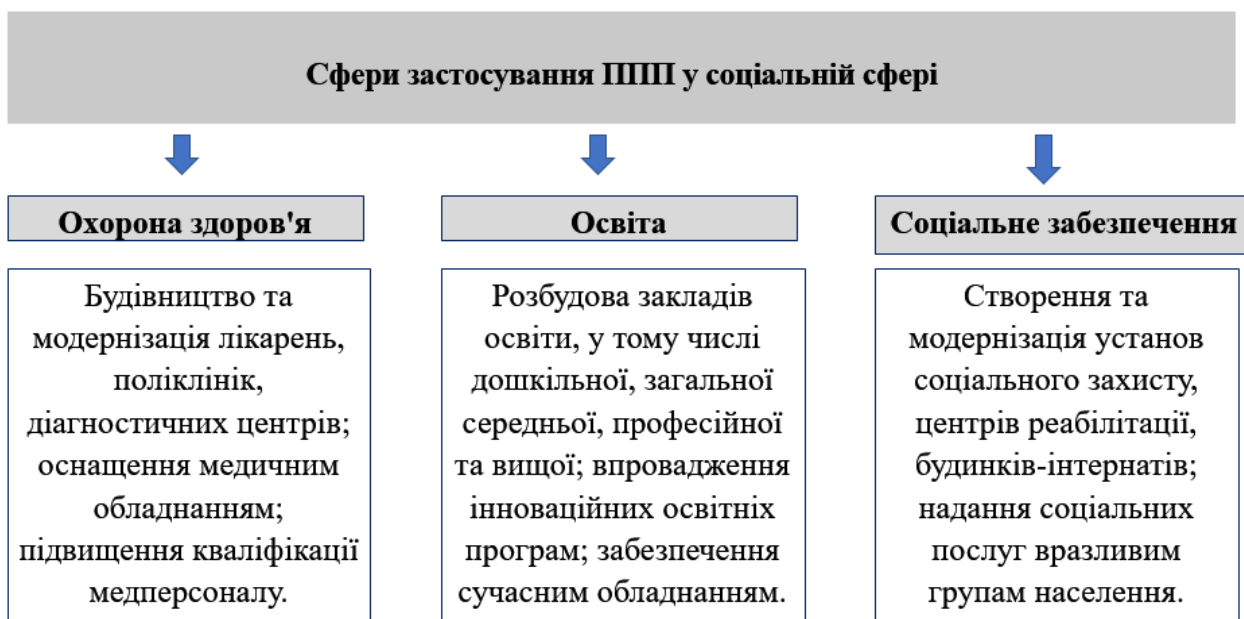 Сфери застосування ППП у соціальній сфері
Охорона здоров'я
Будівництво та
модернізація лікарень,
поліклінік,
діагностичних центрів;
оснащення медичним
обладнанням;
підвищення кваліфікації
медперсоналу.
Освіта
Розбудова закладів
освіти, у тому числі
дошкільної, загальної
середньої, професійної
та вищої; впровадження
інноваційних освітніх
програм; забезпечення
сучасним обладнанням.
Соціальне забезпечення
Створення та
модернізація установ
соціального захисту,
центрів реабілітації,
будинків-інтернатів;
надання соціальних
послуг вразливим
групам населення.